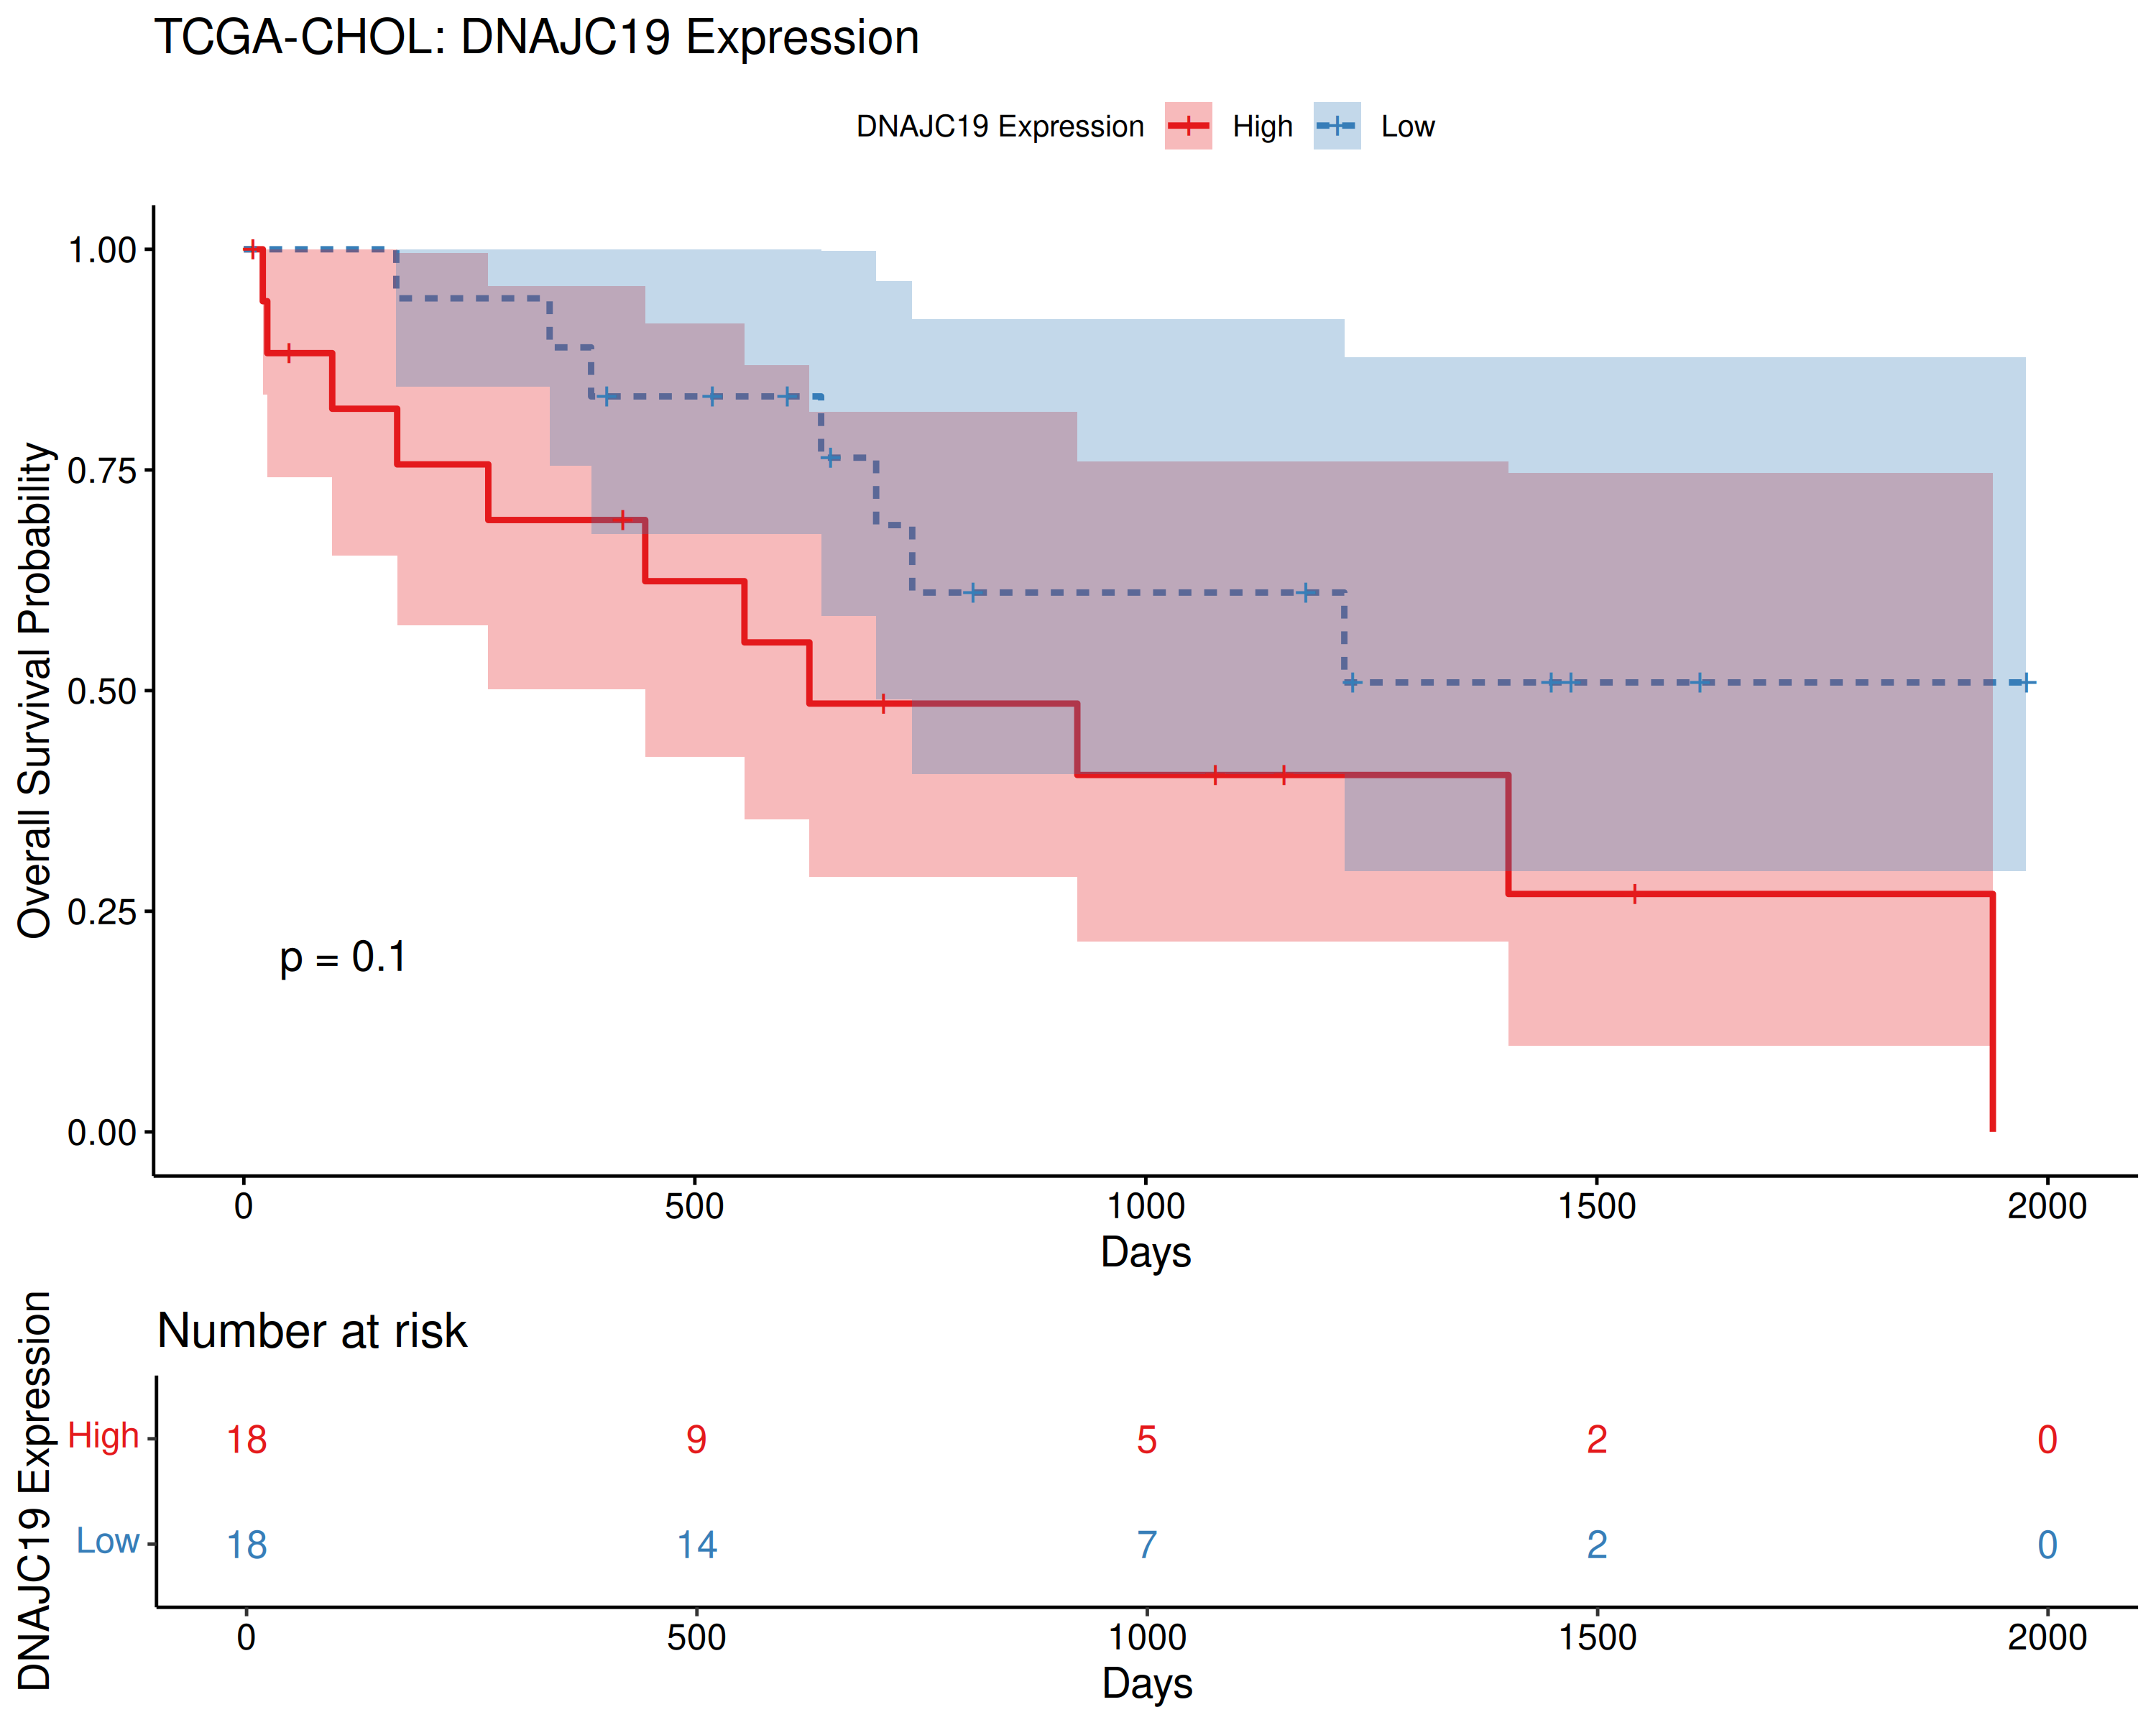 TCGA-CHOL: DNAJC19 Expression
DNAJC19 Expression High Low
Overall Survival Probability
1.00
0.75
0.50
0.25
0.00
p = 0.1
0 500 1000 1500 2000
Days
Number at risk
DNAJC19 Expression
High 18 9 5 2 0
Low 18 14 7 2 0
0 500 1000 1500 2000
Days